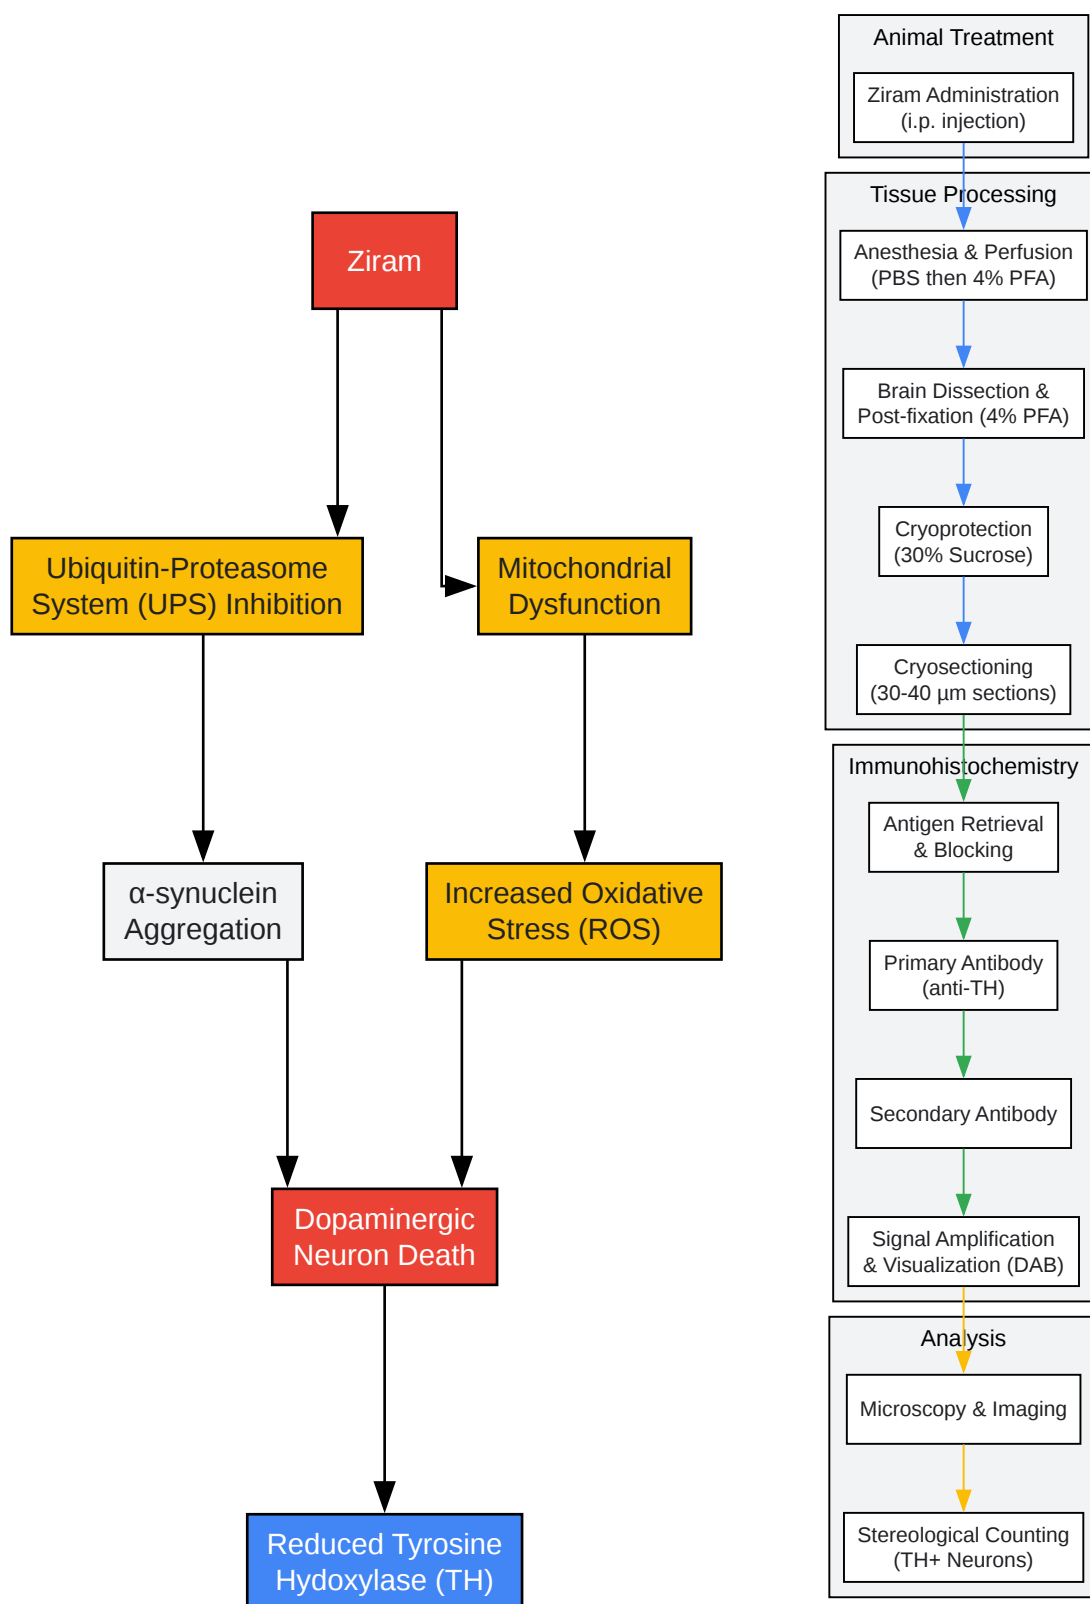 Ziram
Ubiquitin-Proteasome
System (UPS) Inhibition
Mitochondrial
Dysfunction
α-synuclein
Aggregation
Increased Oxidative
Stress (ROS)
Dopaminergic
Neuron Death
Reduced Tyrosine
Hydoxylase (TH)
Animal Treatment
Ziram Administration
(i.p. injection)
Tissue Processing
Anesthesia & Perfusion
(PBS then 4% PFA)
Brain Dissection &
Post-fixation (4% PFA)
Cryoprotection
(30% Sucrose)
Cryosectioning
(30-40 µm sections)
Immunohistochemistry
Antigen Retrieval
& Blocking
Primary Antibody
(anti-TH)
Secondary Antibody
Signal Amplification
& Visualization (DAB)
Analysis
Microscopy & Imaging
Stereological Counting
(TH+ Neurons)